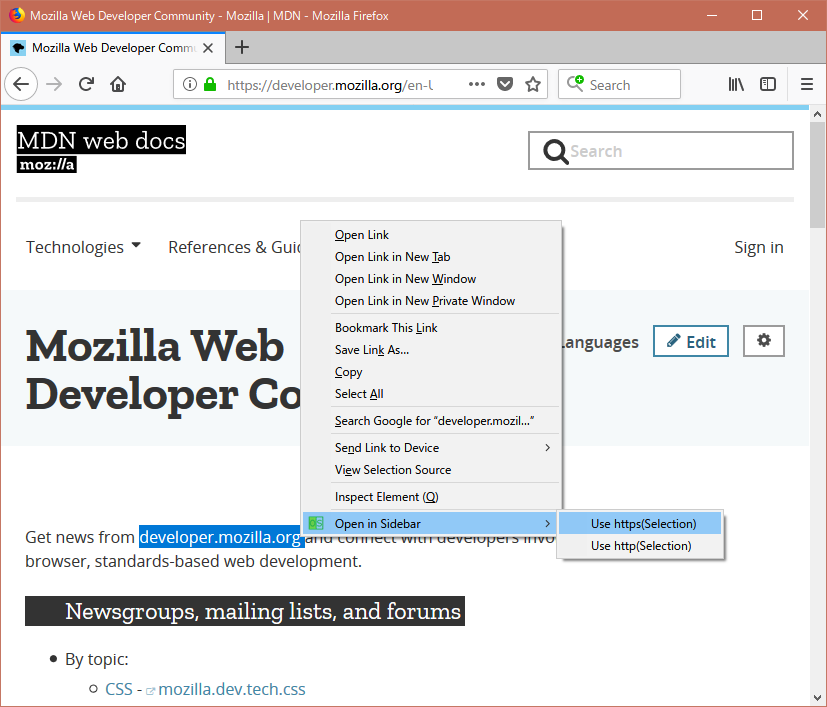 Mozilla Web Developer Community - Mozilla | MDN - Mozilla Firefox
Mozilla Web Developer Commu
https://developer.mozilla.org/en-U
Search
MDN web docs
moz://a
Search
Technologies
References & Guid
Sign in
Mozilla Web
Developer Co
Languages
Edit
Open Link
Open Link in New Tab
Open Link in New Window
Open Link in New Private Window
Bookmark This Link
Save Link As...
Copy
Select All
Search Google for “developer.mozil...”
Send Link to Device
View Selection Source
Inspect Element (Q)
OS Open in Sidebar
Use https(Selection)
Use http(Selection)
Get news from developer.mozilla.org and connect with developers invo
browser, standards-based web development.
Newsgroups, mailing lists, and forums
By topic:
CSS - mozilla.dev.tech.css